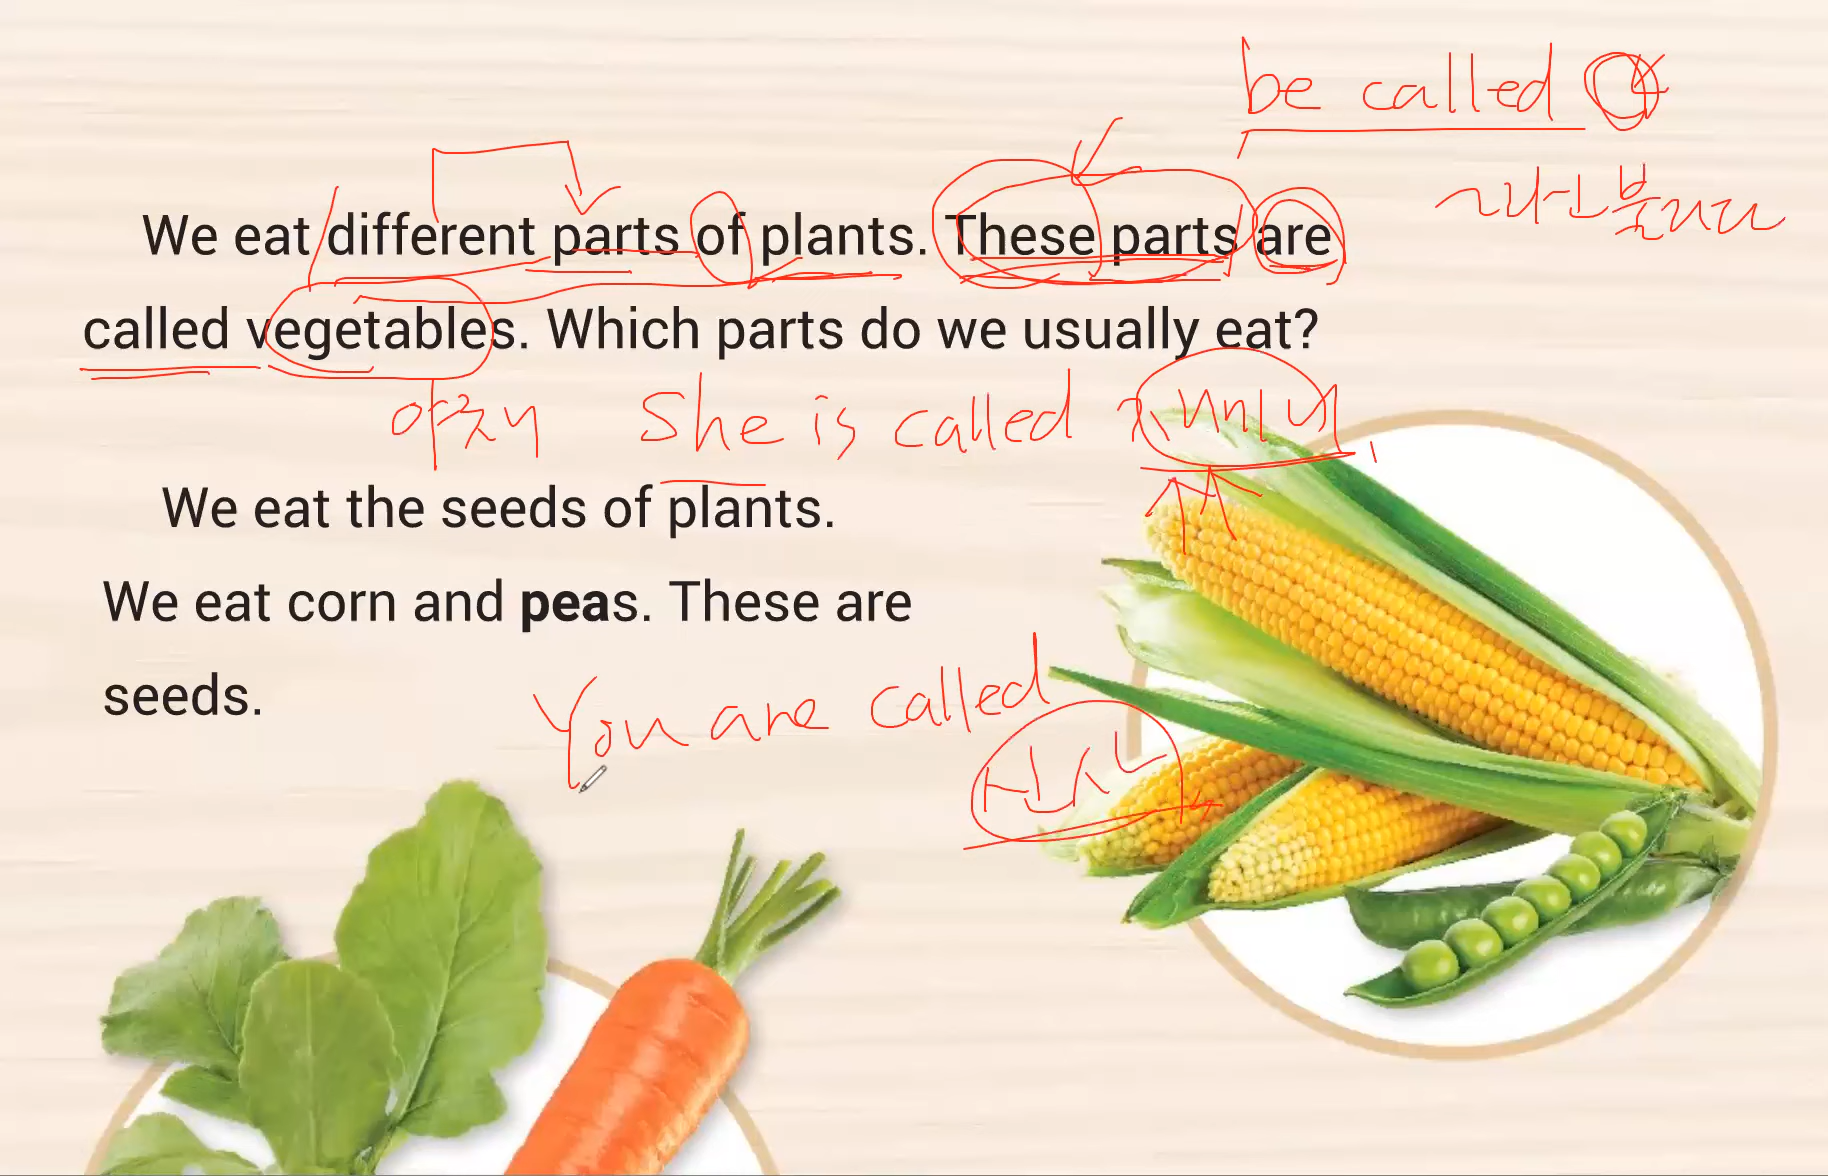 be called
~라고 불리다
We eat different parts of plants. These parts are
called vegetables. Which parts do we usually eat?
야채
She is called
We eat the seeds of plants.
We eat corn and peas. These are
seeds.
You are called